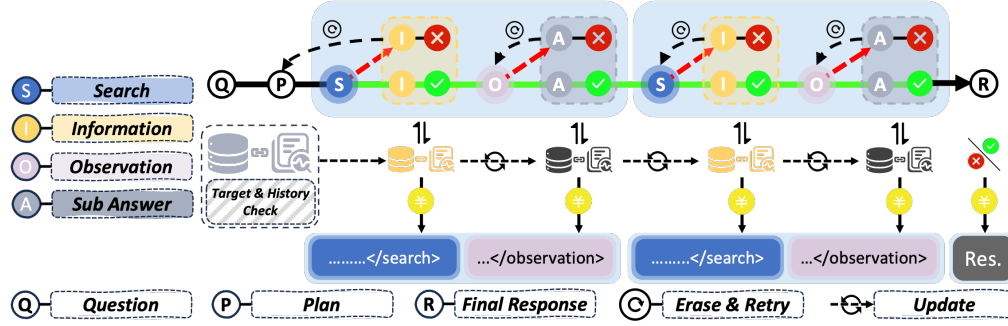 I
A
I
A
Q
P
S
I
O
A
S
I
O
A
R
S Search
I Information
O Observation
A Sub Answer
Target & History
Check
¥
¥
¥
¥
¥
.........</search>
...</observation>
.........</search>
...</observation>
Res.
Q Question
P Plan
R Final Response
Erase & Retry
Update